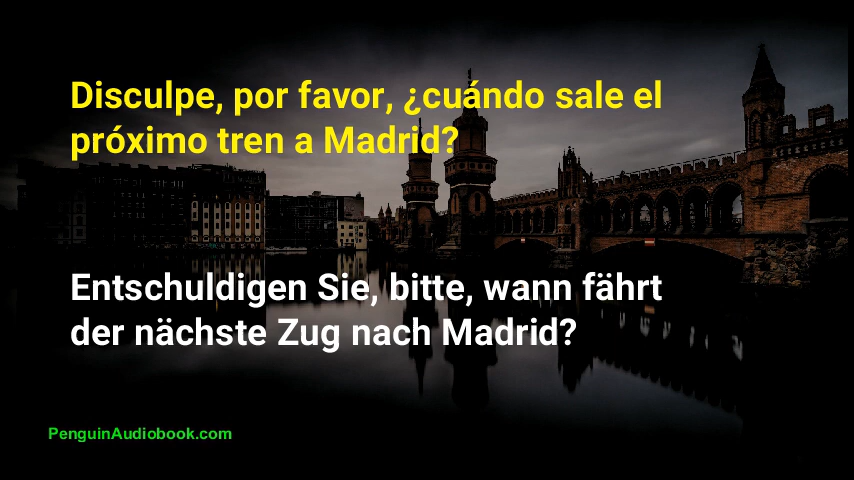 Disculpe, por favor, ¿cuándo sale el
próximo tren a Madrid?
Entschuldigen Sie, bitte, wann fährt
der nächste Zug nach Madrid?
PenguinAudiobook.com